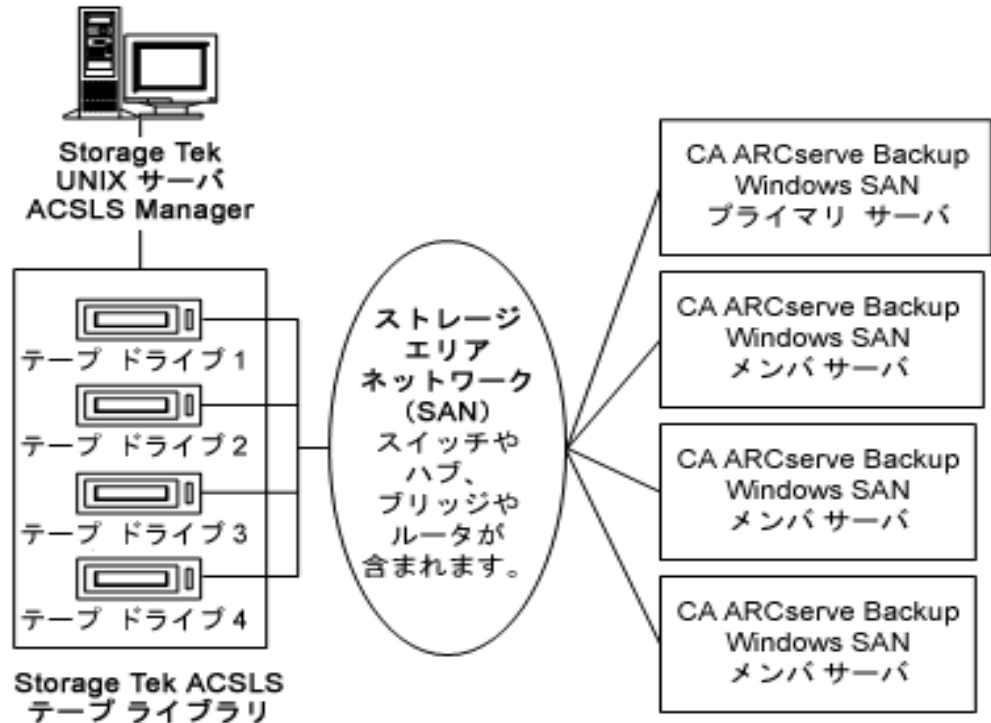 Storage Tek
UNIX サーバ
ACSLS Manager
テープ ドライブ 1
テープ ドライブ 2
テープ ドライブ 3
テープ ドライブ 4
Storage Tek ACSLS
テープ ライブラリ
ストレージ
エリア
ネットワーク
(SAN)
スイッチや
ハブ、
ブリッジや
ルータが
含まれます。
CA ARCserve Backup
Windows SAN
プライマリ サーバ
CA ARCserve Backup
Windows SAN
メンバ サーバ
CA ARCserve Backup
Windows SAN
メンバ サーバ
CA ARCserve Backup
Windows SAN
メンバ サーバ